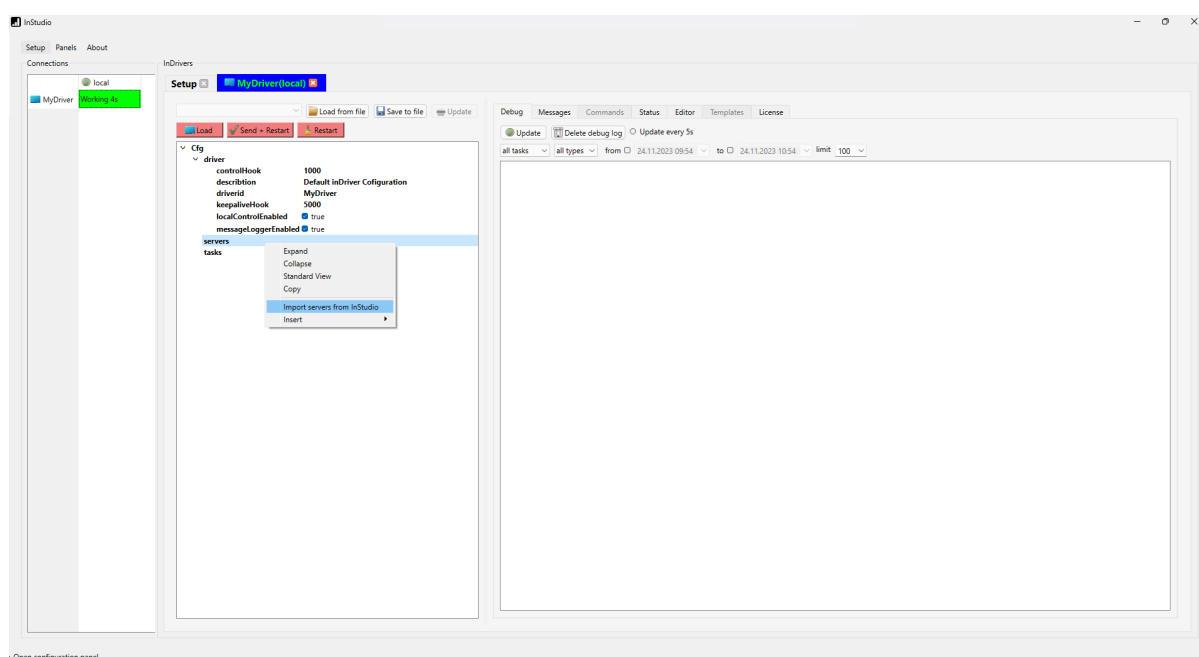 InStudio
Setup Panels About
Connections
local
MyDriver Working 4s
InDrivers
Setup MyDriver(local)
Load from file Save to file Update
Load Send + Restart Restart
Cfg
driver
controlHook 1000
describtion Default inDriver Cofiguration
driverid MyDriver
keepaliveHook 5000
localControlEnabled true
messageLoggerEnabled true
servers
tasks
Expand
Collapse
Standard View
Copy
Import servers from InStudio
Insert
Debug Messages Commands Status Editor Templates License
Update Delete debug log Update every 5s
all tasks all types from 24.11.2023 09:54 to 24.11.2023 10:54 limit 100
Open configuration panel